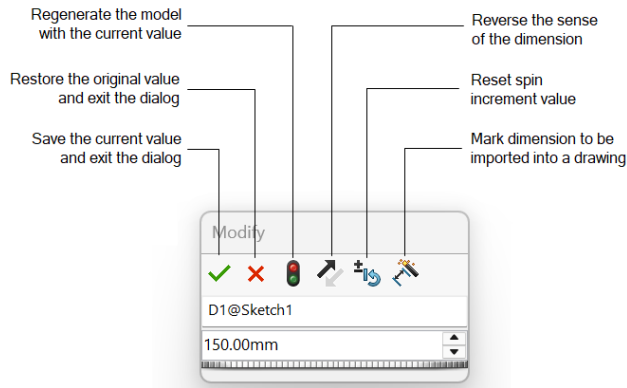 Regenerate the model
with the current value
Reverse the sense
of the dimension
Restore the original value
and exit the dialog
Reset spin
increment value
Save the current value
and exit the dialog
Mark dimension to be
imported into a drawing
Modify
D1@Sketch1
150.00mm